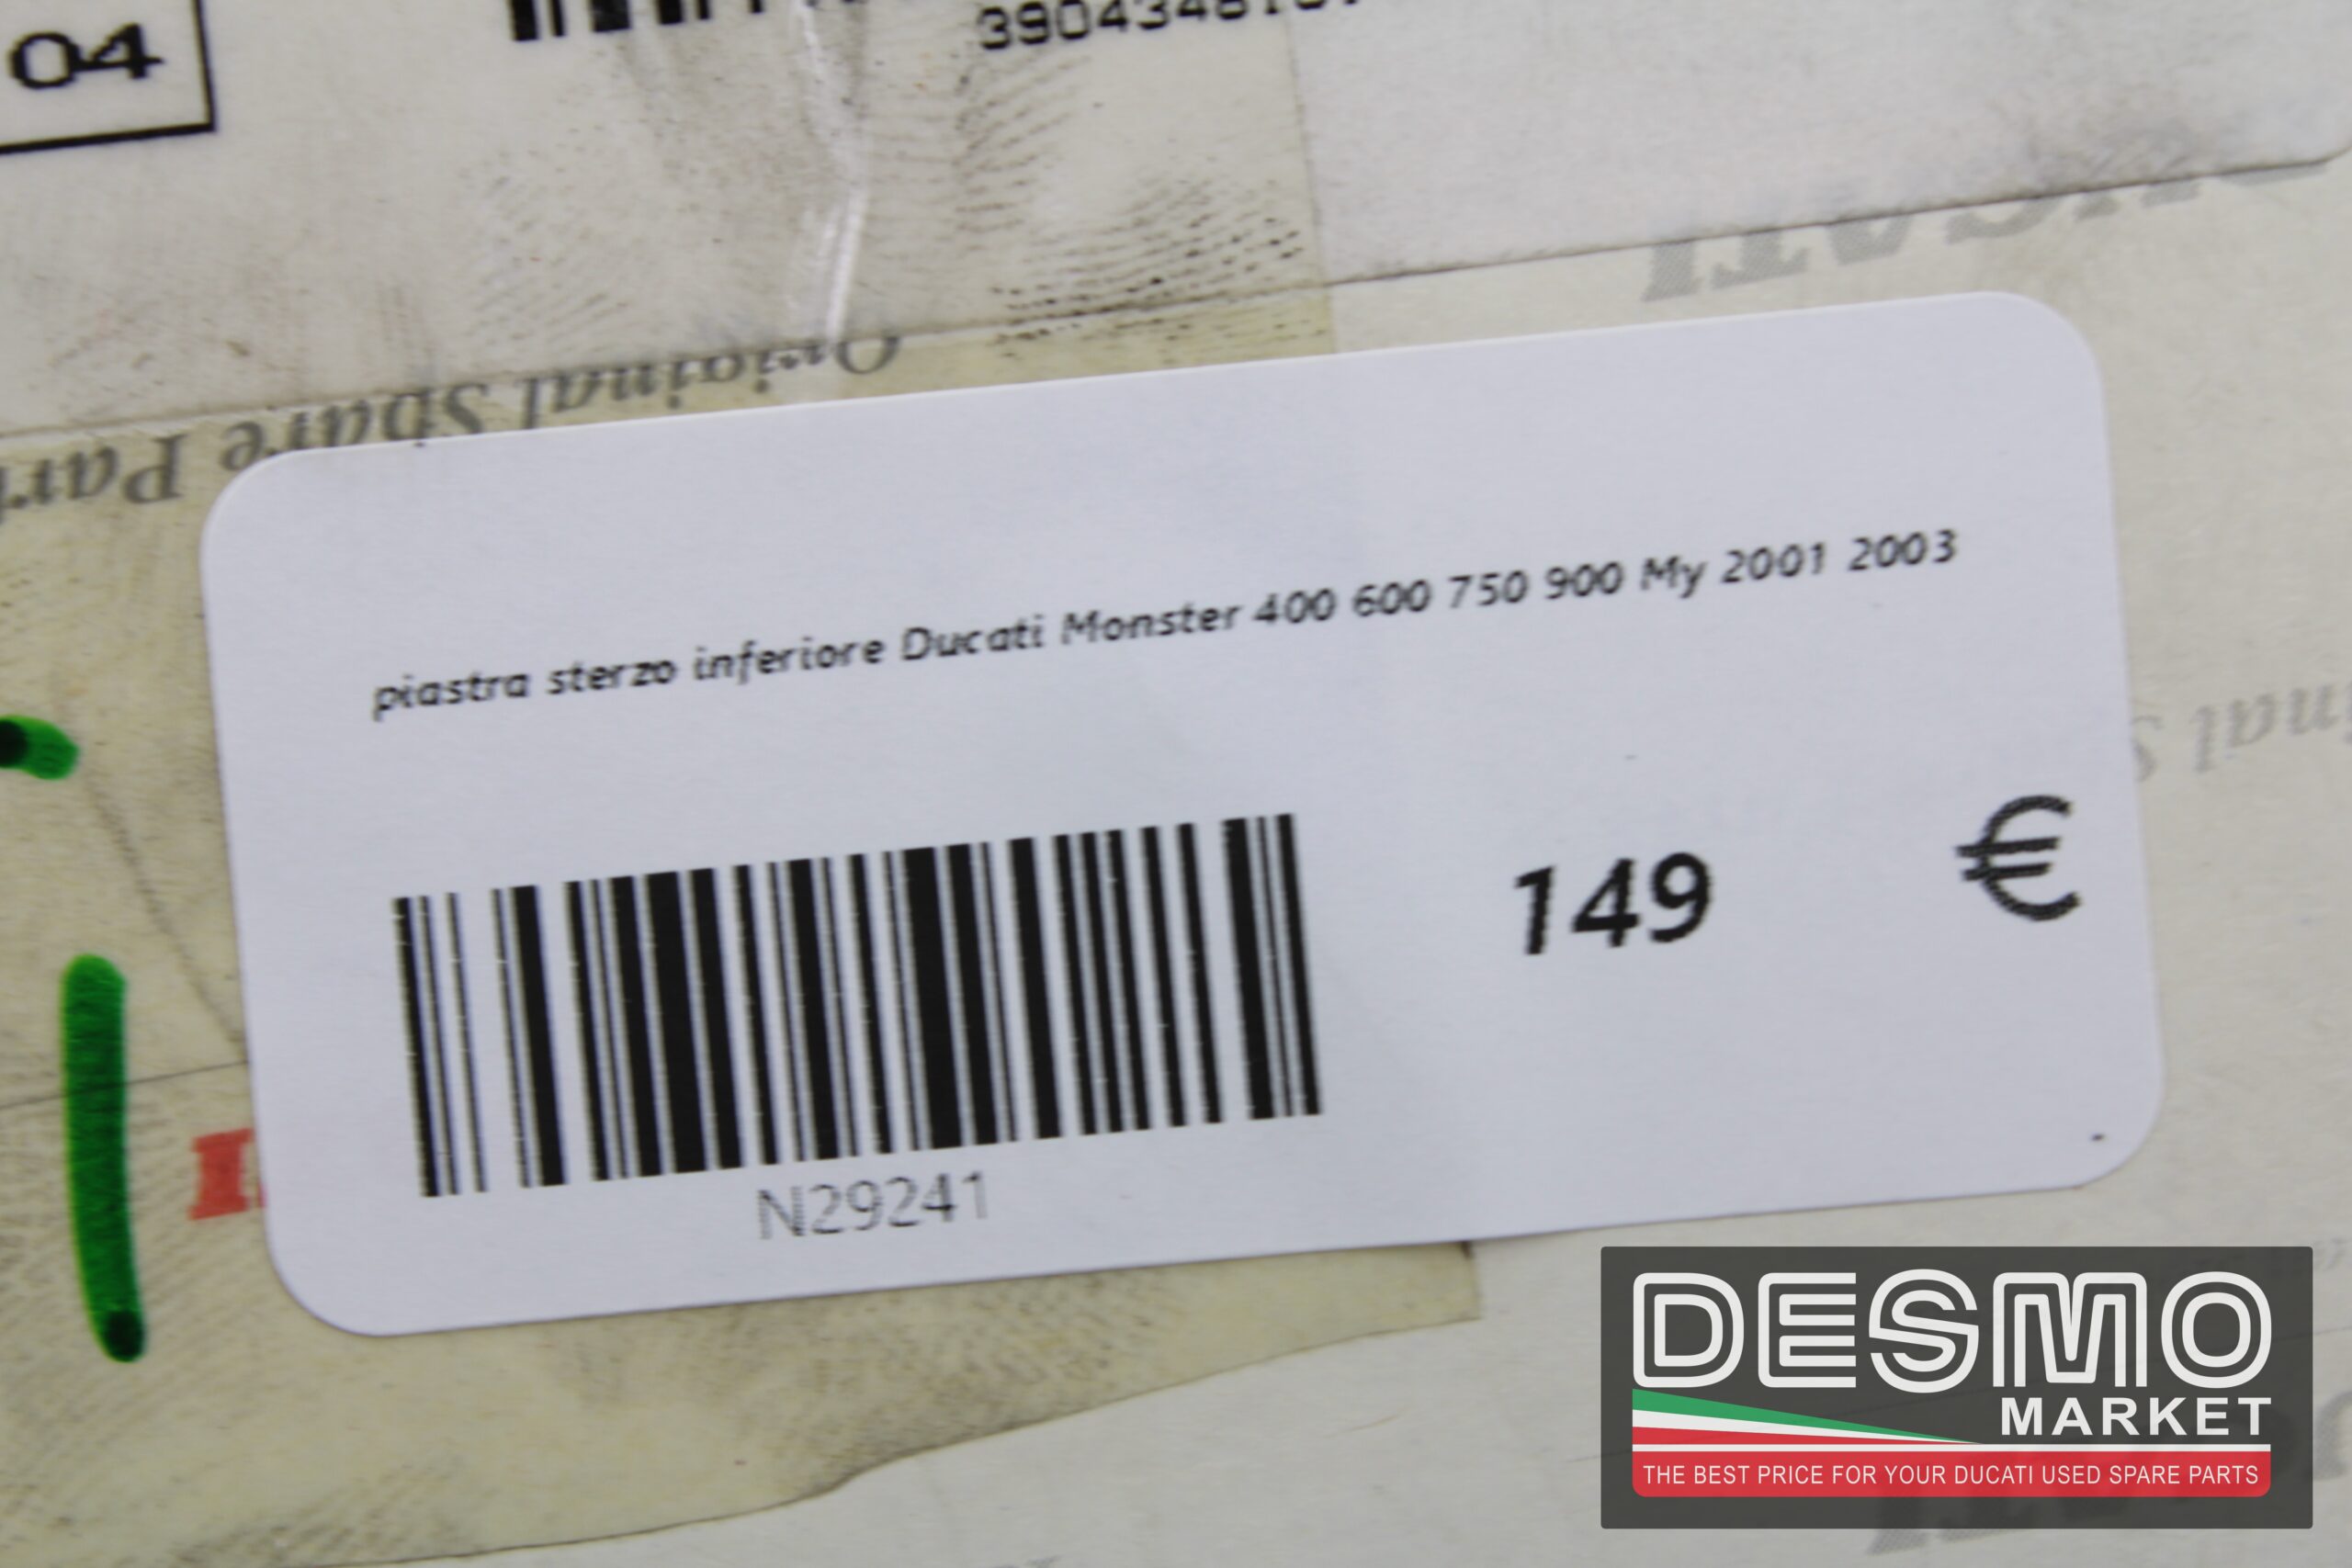 04
piastra sterzo inferiore Ducati Monster 400 600 750 900 My 2001 2003
149 €
N29241
Original Spare Part
DESMO
MARKET
THE BEST PRICE FOR YOUR DUCATI USED SPARE PARTS